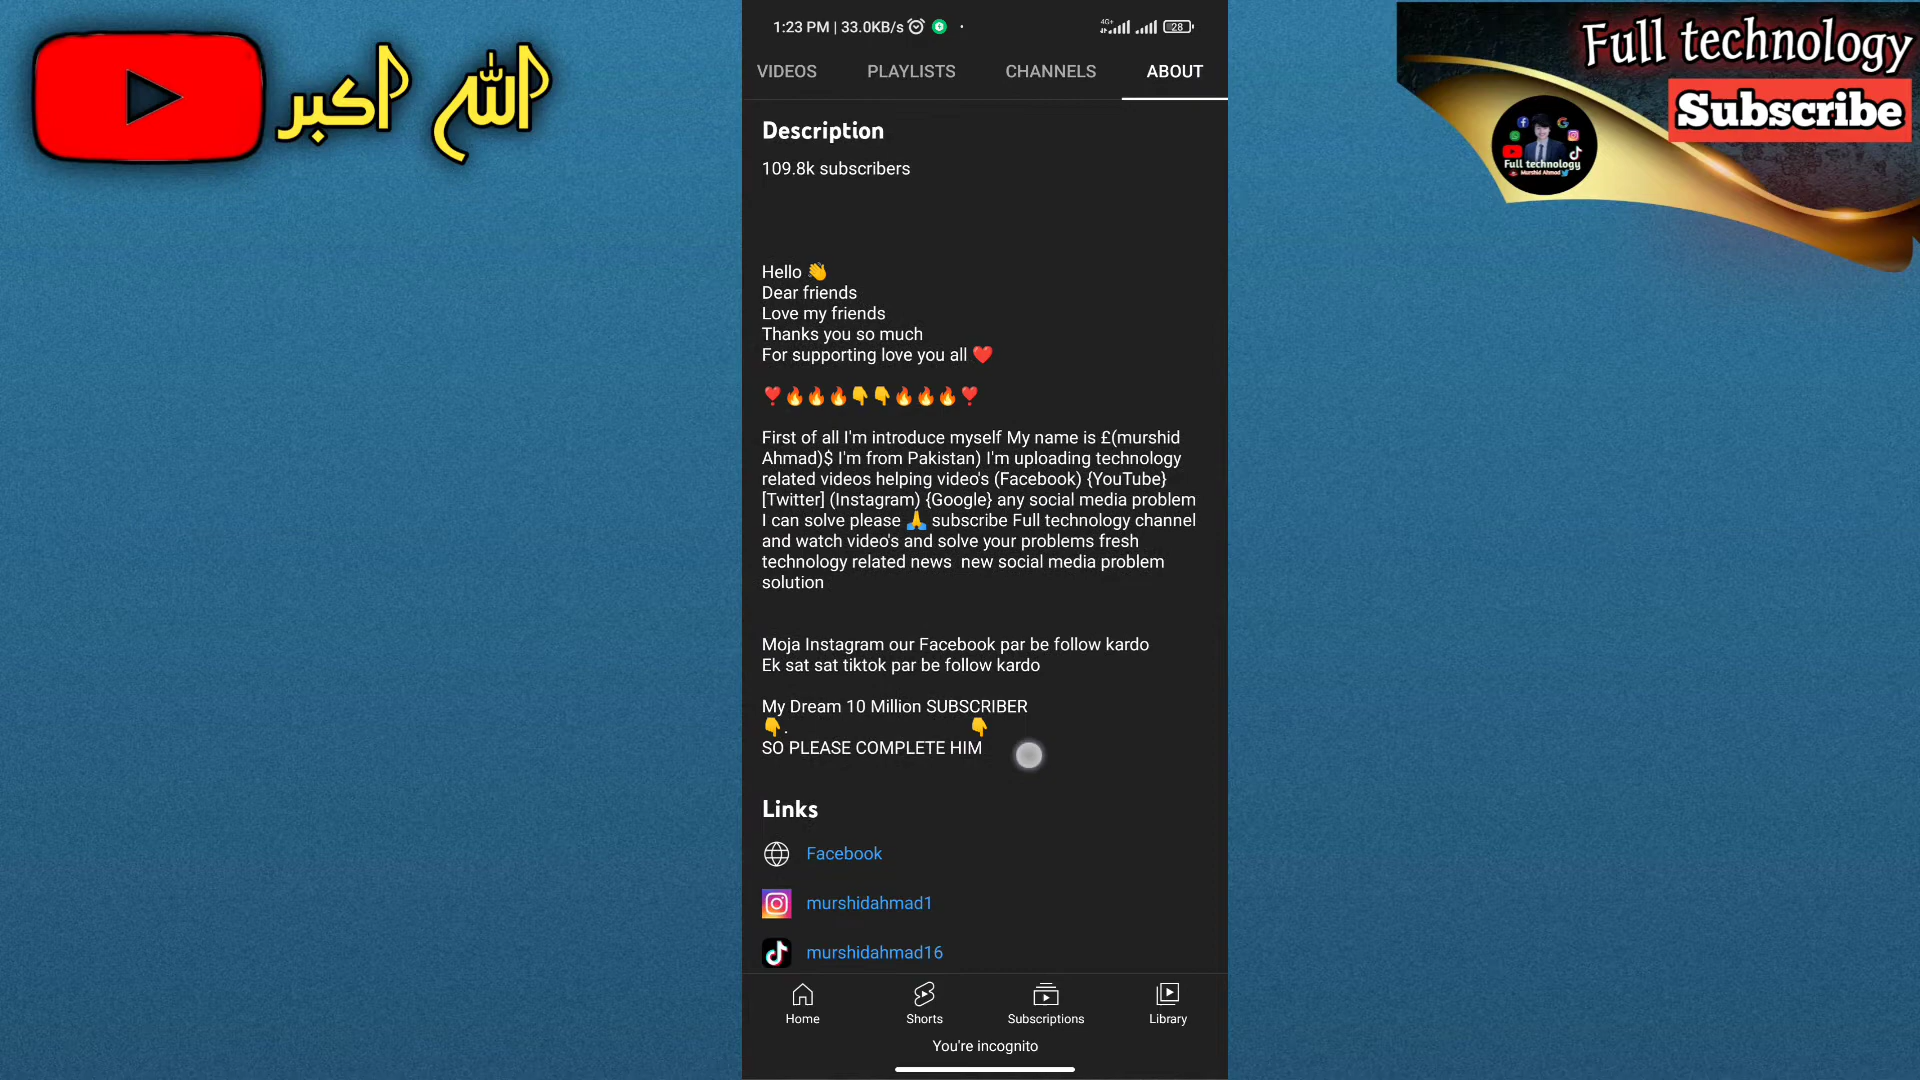 الله اكبر
Full technology
Subscribe
Full technology
Murshid Ahmad
1:23 PM | 33.0KB/s
4G+
28
VIDEOS
PLAYLISTS
CHANNELS
ABOUT
Description
109.8k subscribers
Hello 👋
Dear friends
Love my friends
Thanks you so much
For supporting love you all ❤️
❣️🔥🔥🔥👇👇🔥🔥🔥❣️
First of all I'm introduce myself My name is £(murshid
Ahmad)$ I'm from Pakistan) I'm uploading technology
related videos helping video's (Facebook) {YouTube}
[Twitter] (Instagram) {Google} any social media problem
I can solve please 🙏 subscribe Full technology channel
and watch video's and solve your problems fresh
technology related news  new social media problem
solution
Moja Instagram our Facebook par be follow kardo
Ek sat sat tiktok par be follow kardo
My Dream 10 Million SUBSCRIBER
👇. 👇
SO PLEASE COMPLETE HIM
Links
Facebook
murshidahmad1
murshidahmad16
Home
Shorts
Subscriptions
Library
You're incognito